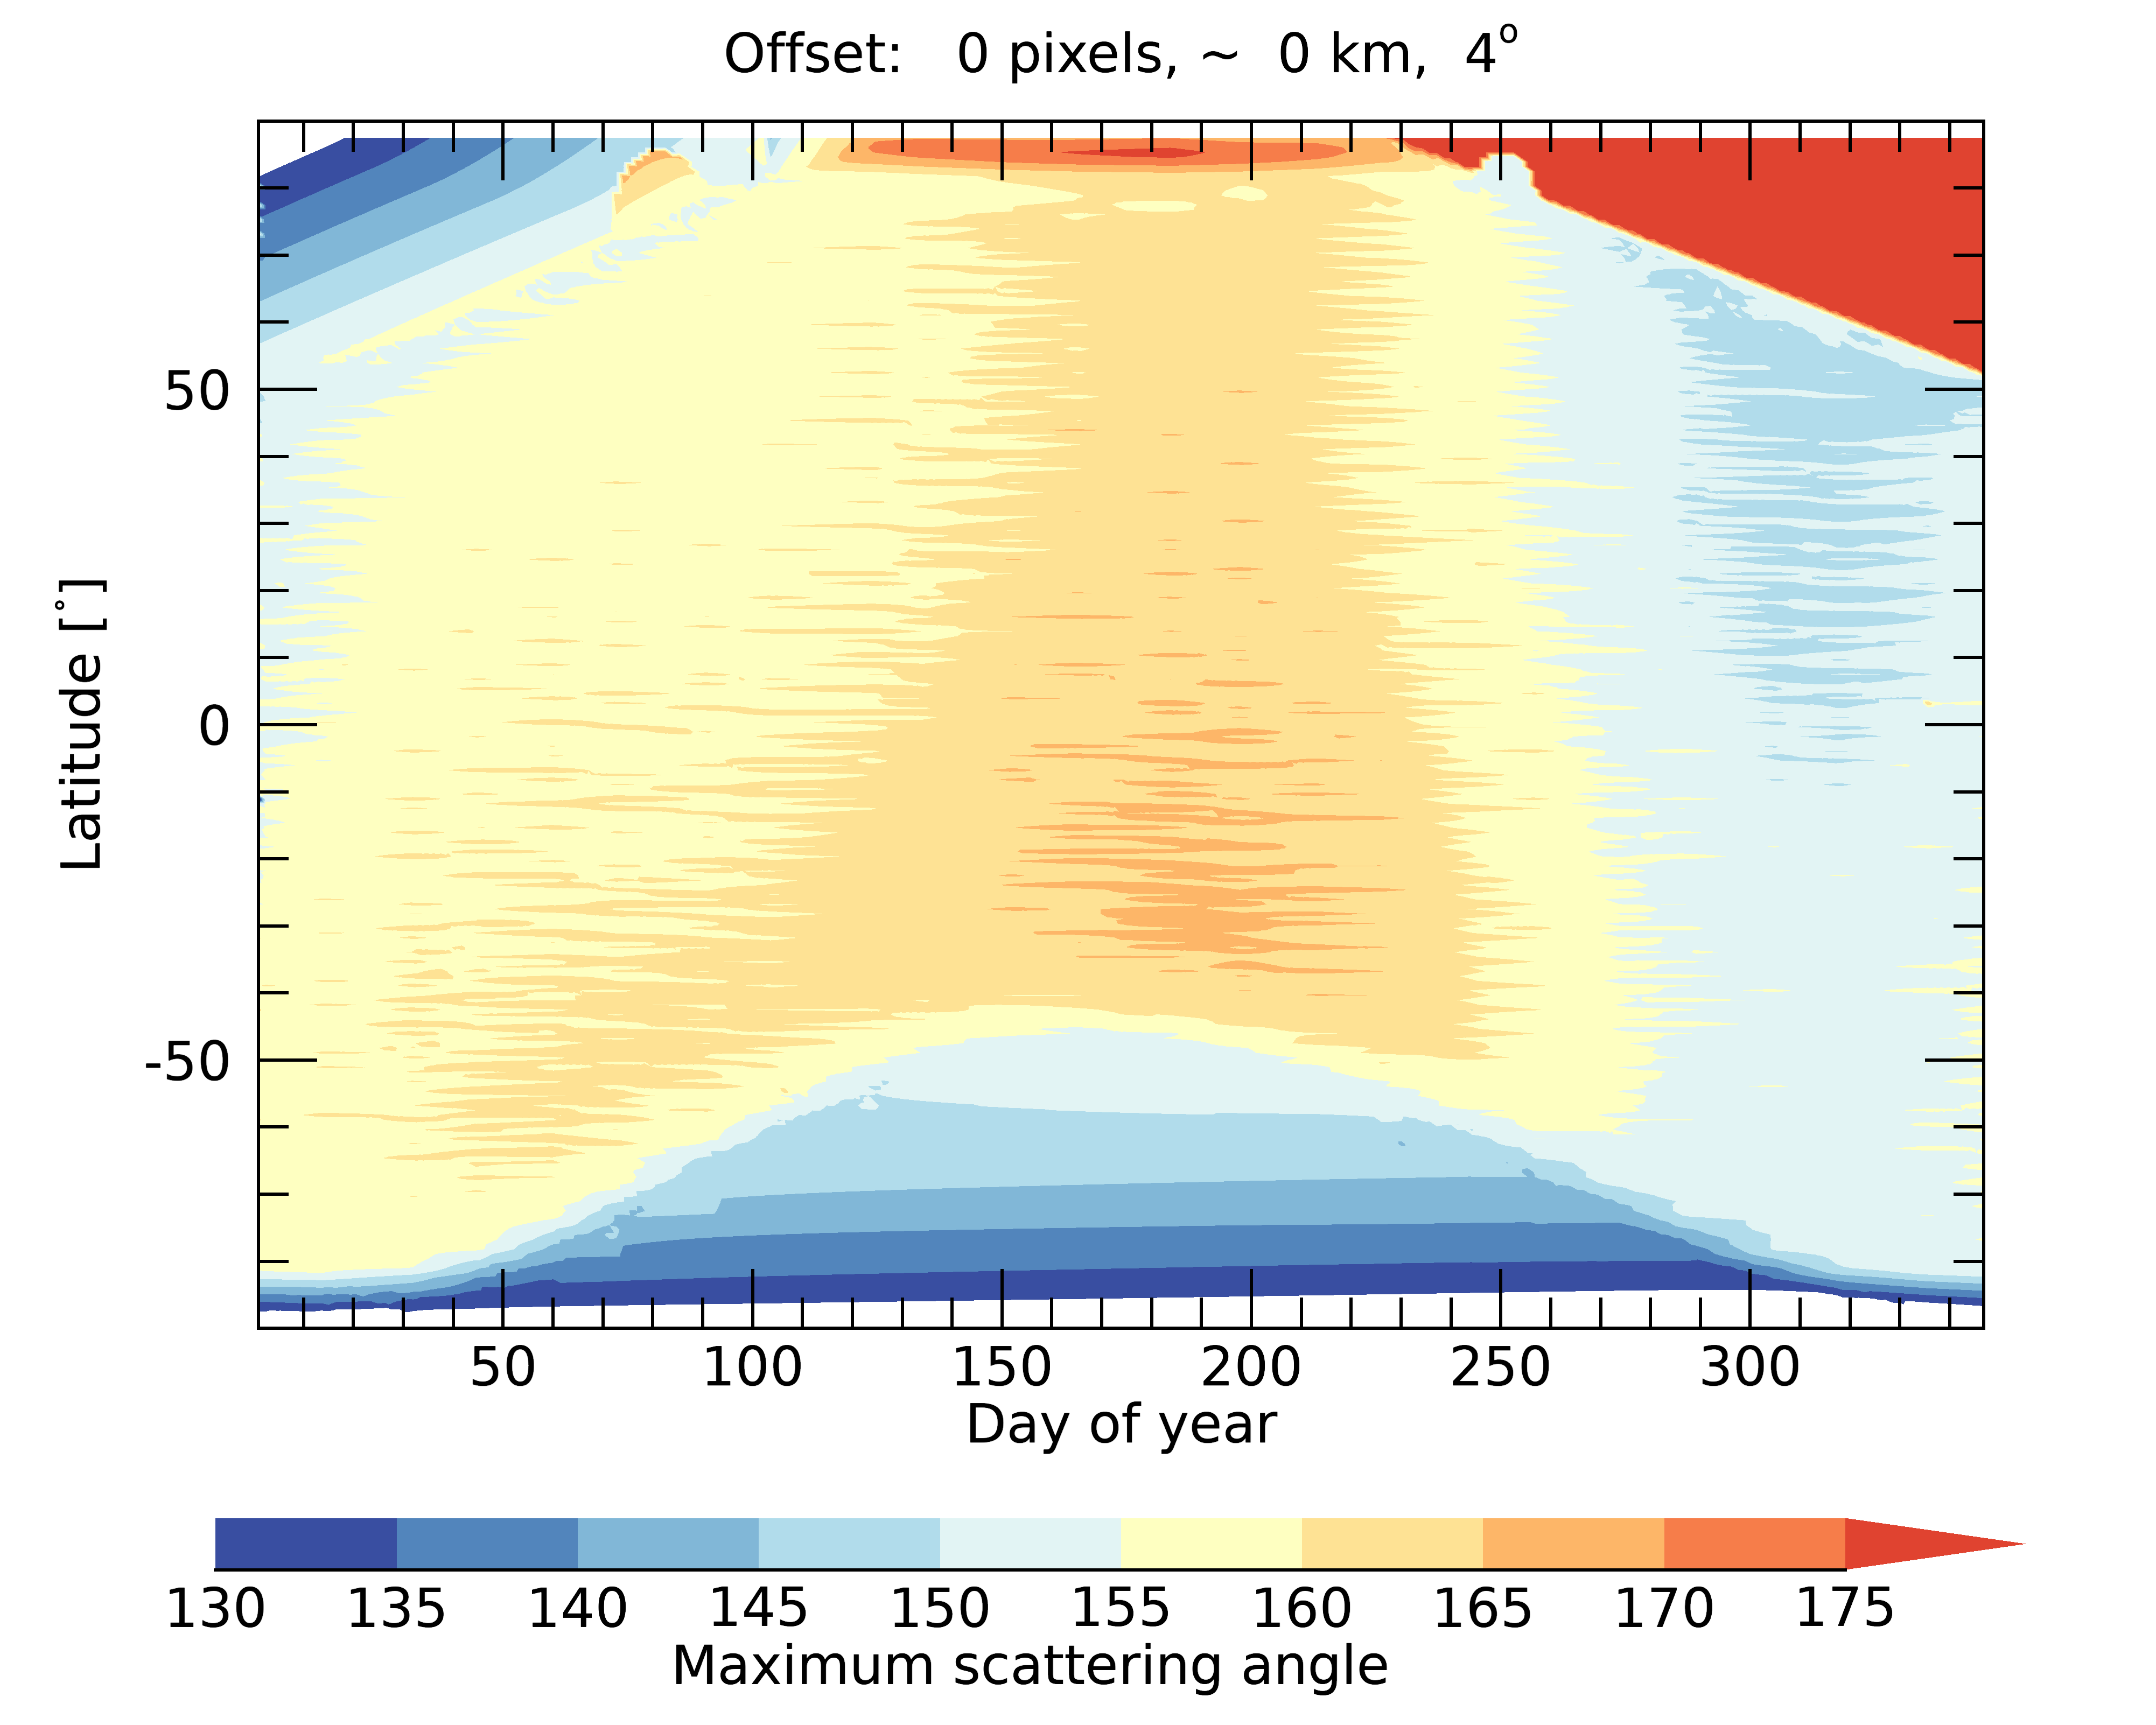 Offset: 0 pixels, ~ 0 km, 4°
50
0
-50
Latitude [°]
50 100 150 200 250 300
Day of year
130 135 140 145 150 155 160 165 170 175
Maximum scattering angle